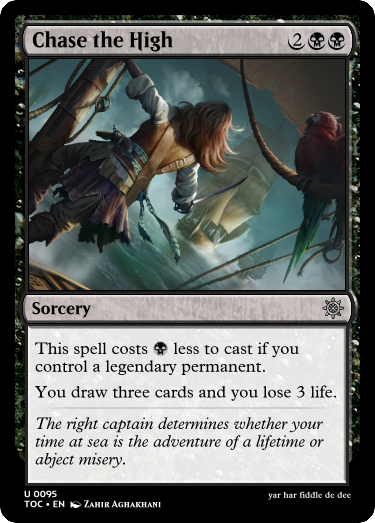 Chase the High 2
Sorcery
This spell costs less to cast if you
control a legendary permanent.
You draw three cards and you lose 3 life.
The right captain determines whether your
time at sea is the adventure of a lifetime or
abject misery.
U 0095
TOC • EN Zahir Aghakhani
yar har fiddle de dee